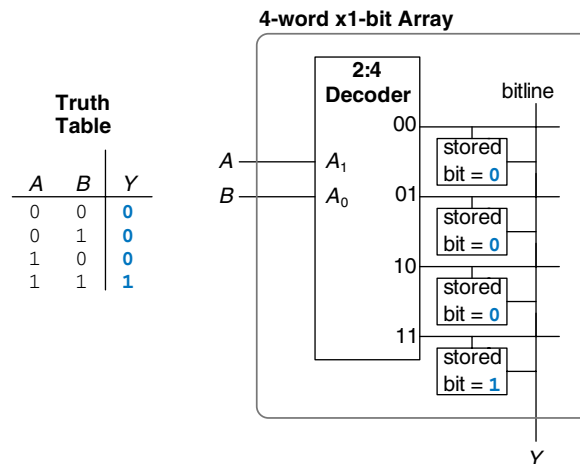 4-word x1-bit Array
Truth
Table
A B Y
0 0 0
0 1 0
1 0 0
1 1 1
2:4
Decoder
bitline
A A1
B A0
00
stored
bit = 0
01
stored
bit = 0
10
stored
bit = 0
11
stored
bit = 1
Y